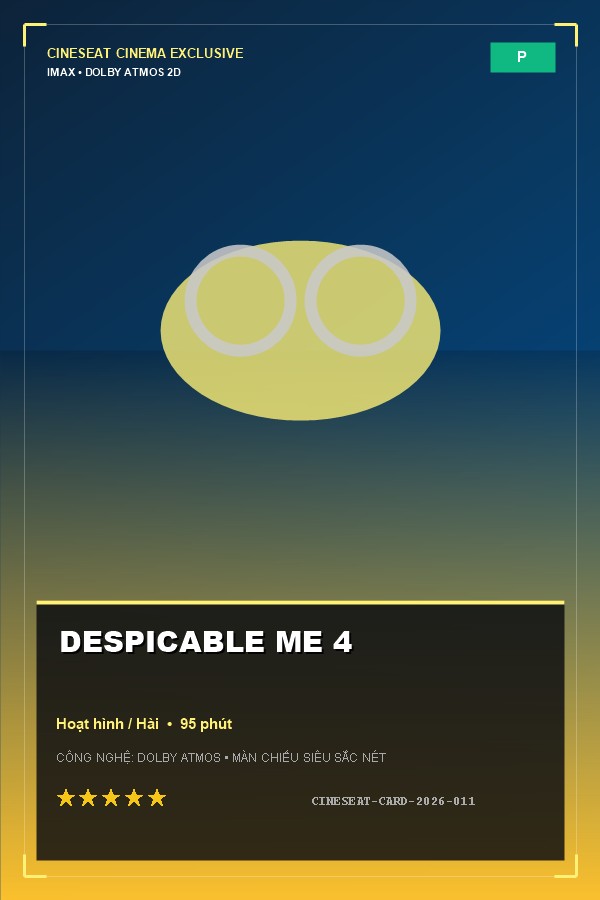 CINESEAT CINEMA EXCLUSIVE
IMAX • DOLBY ATMOS 2D
P
DESPICABLE ME 4
Hoạt hình / Hài • 95 phút
CÔNG NGHỆ: DOLBY ATMOS • MÀN CHIẾU SIÊU SẮC NÉT
CINESEAT-CARD-2026-011